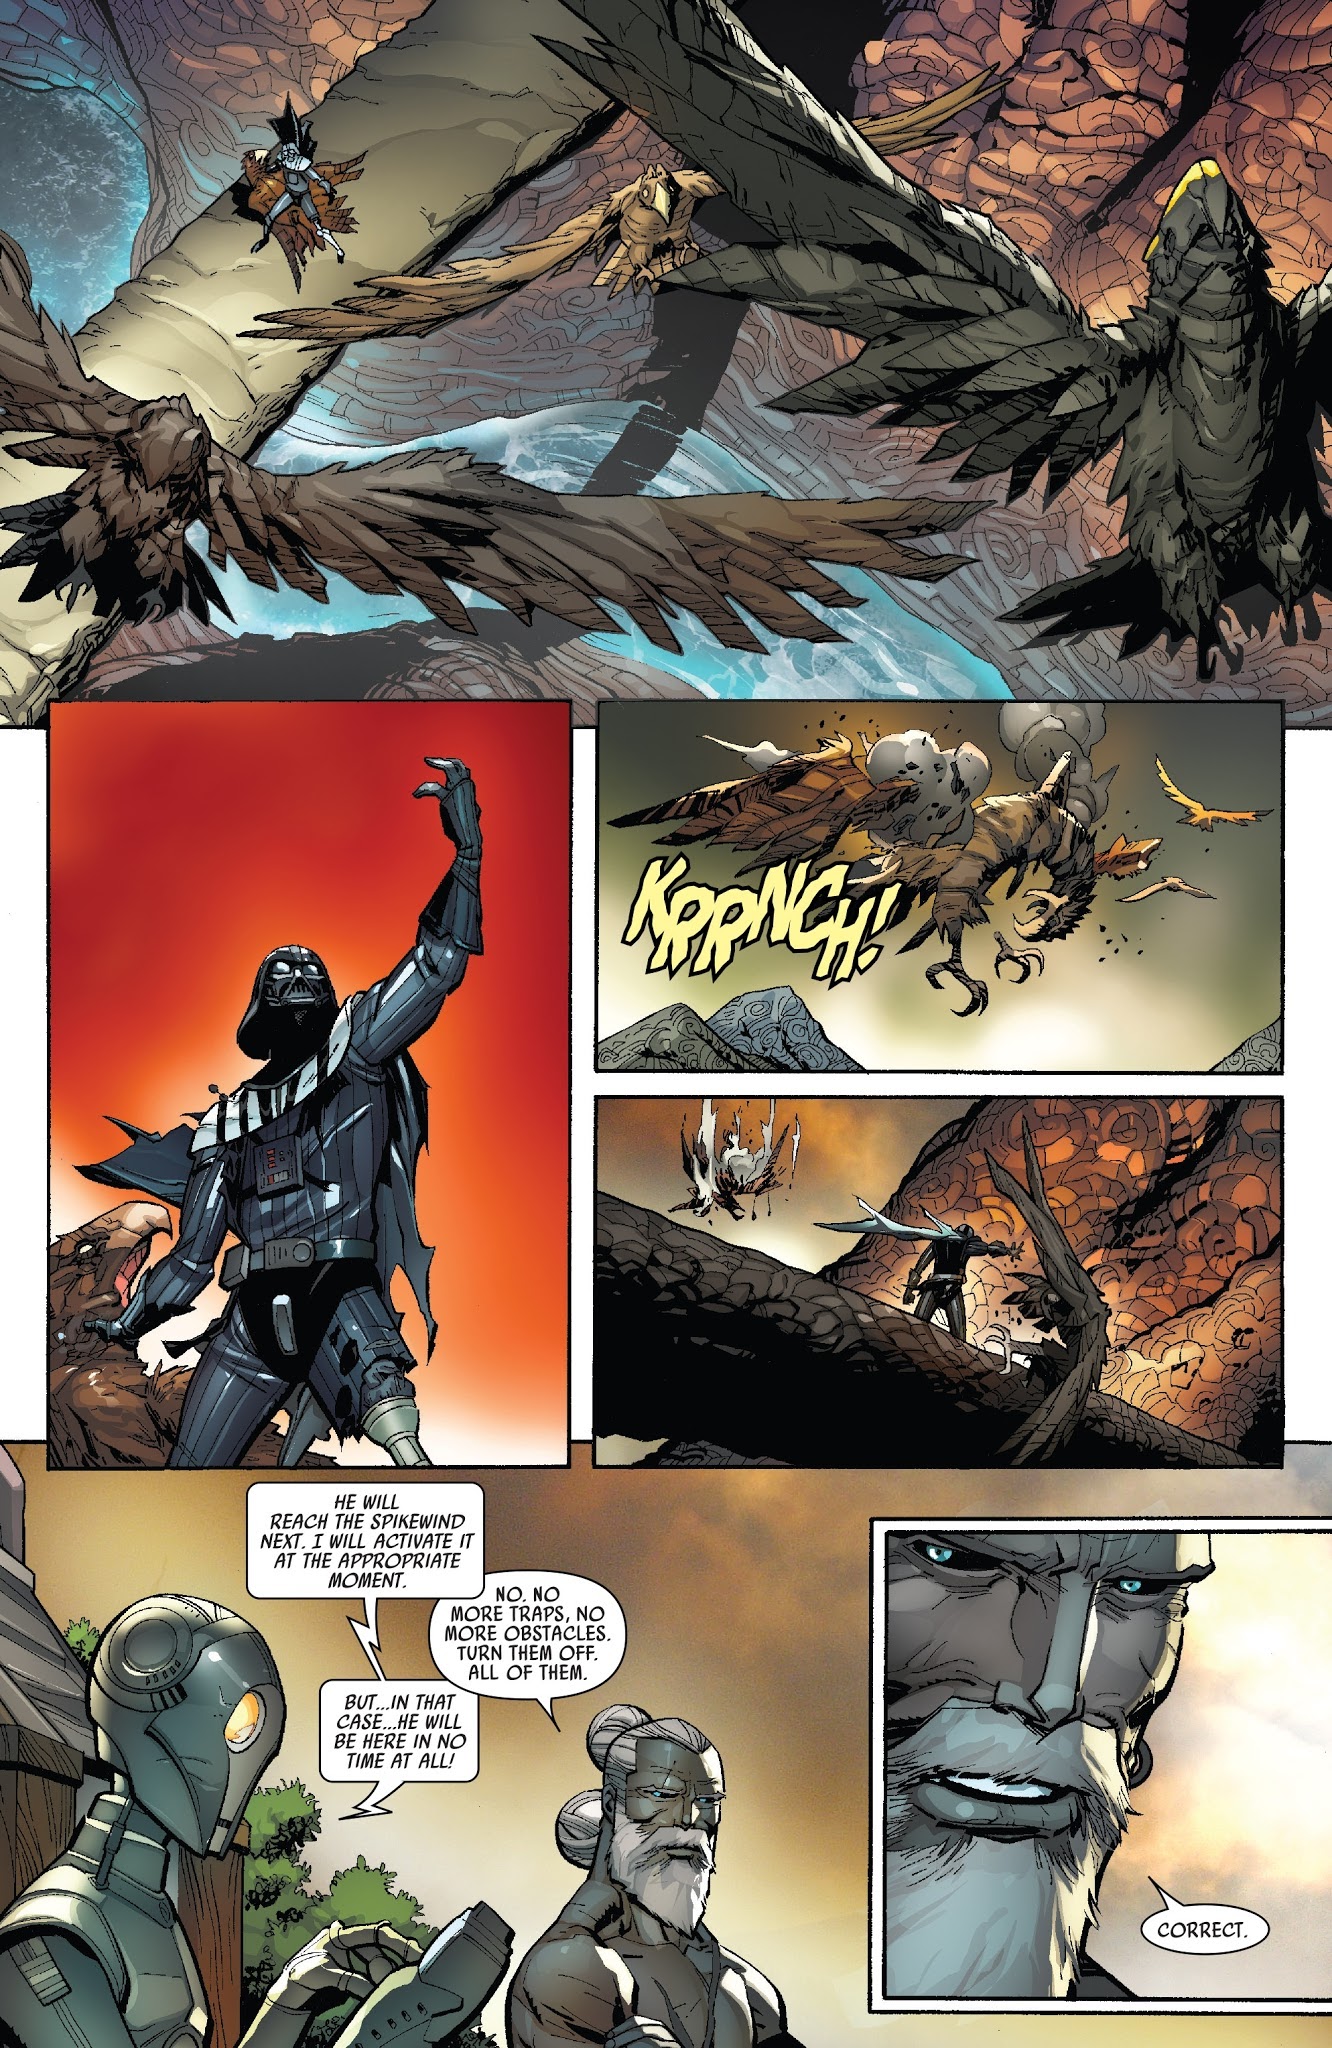 KRRRNCH!
HE WILL
REACH THE SPIKEWIND
NEXT. I WILL ACTIVATE IT
AT THE APPROPRIATE
MOMENT.
NO. NO
MORE TRAPS, NO
MORE OBSTACLES.
TURN THEM OFF.
ALL OF THEM.
BUT...IN THAT
CASE...HE WILL
BE HERE IN NO
TIME AT ALL!
CORRECT.